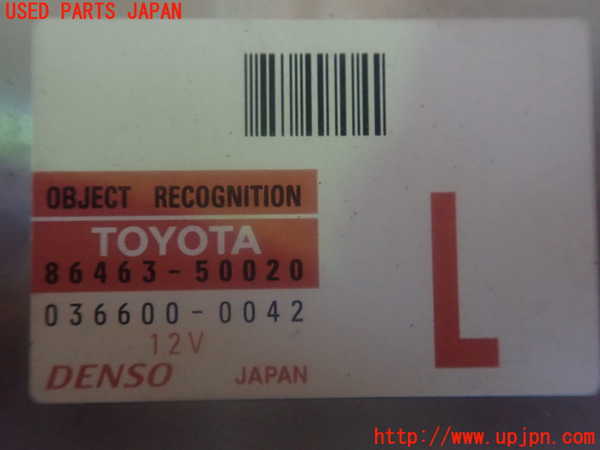 USED PARTS JAPAN
OBJECT RECOGNITION
TOYOTA
86463-50020
036600-0042
12V
DENSO JAPAN
L
http://www.upjpn.com/